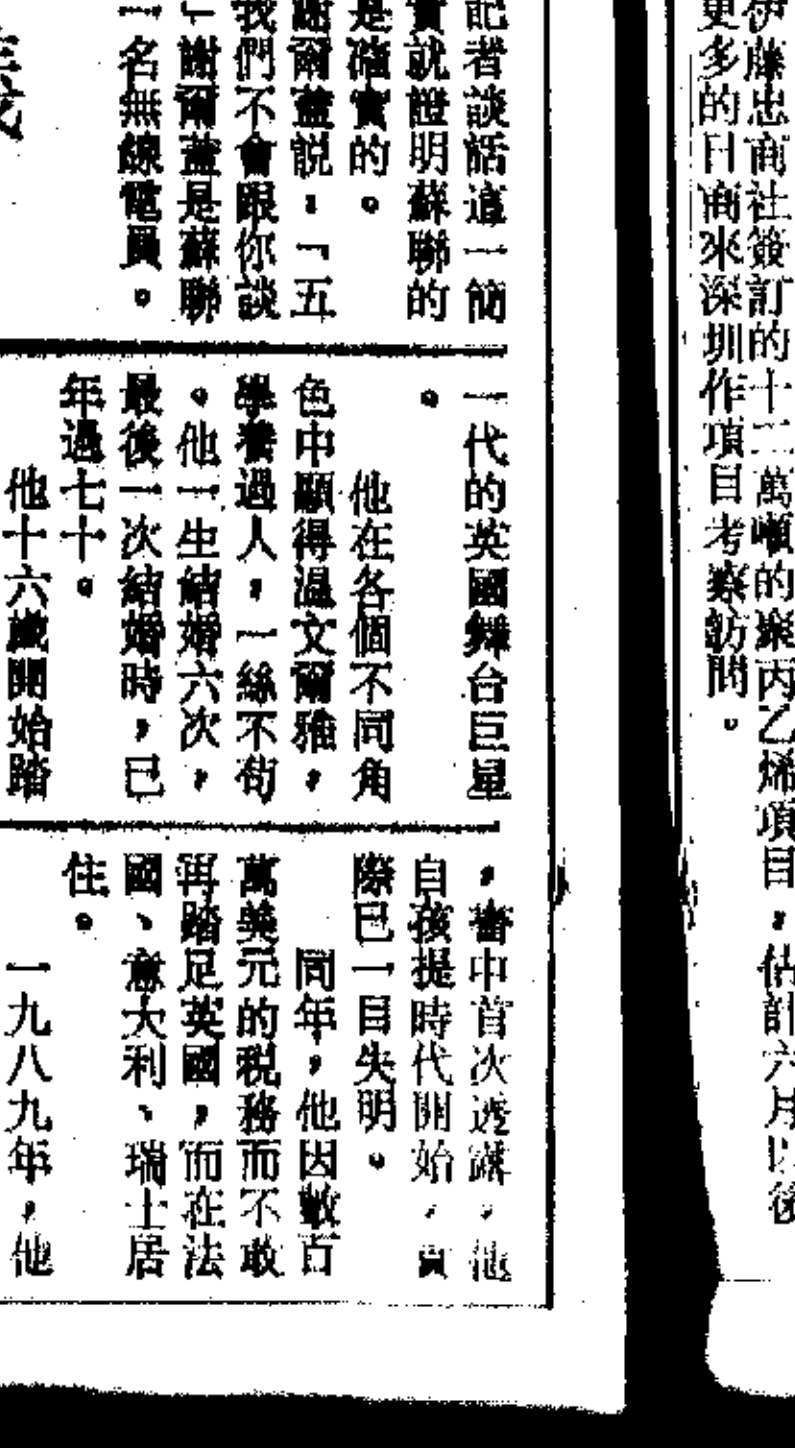 伊藤忠商社簽訂的十二萬噸的聚丙乙烯項目，估計六月以後
更多的日商來深圳作項目考察訪問。
記者談話這一簡
實就證明蘇聯的
是確實的。
謝爾蓋説：「五
我們不會跟你談
」謝爾蓋是蘇聯
一名無線電員。
一代的英國舞台巨星
。
他在各個不同角
色中顯得溫文爾雅，
學養過人，一絲不苟
。他一生結婚六次，
最後一次結婚時，已
年過七十。
他十六歲開始踏
，書中首次透露，他
自孩提時代開始，實
際已一目失明。
同年，他因數百
萬美元的稅務而不敢
再踏足英國，而在法
國、意大利、瑞士居
住。
一九八九年，他